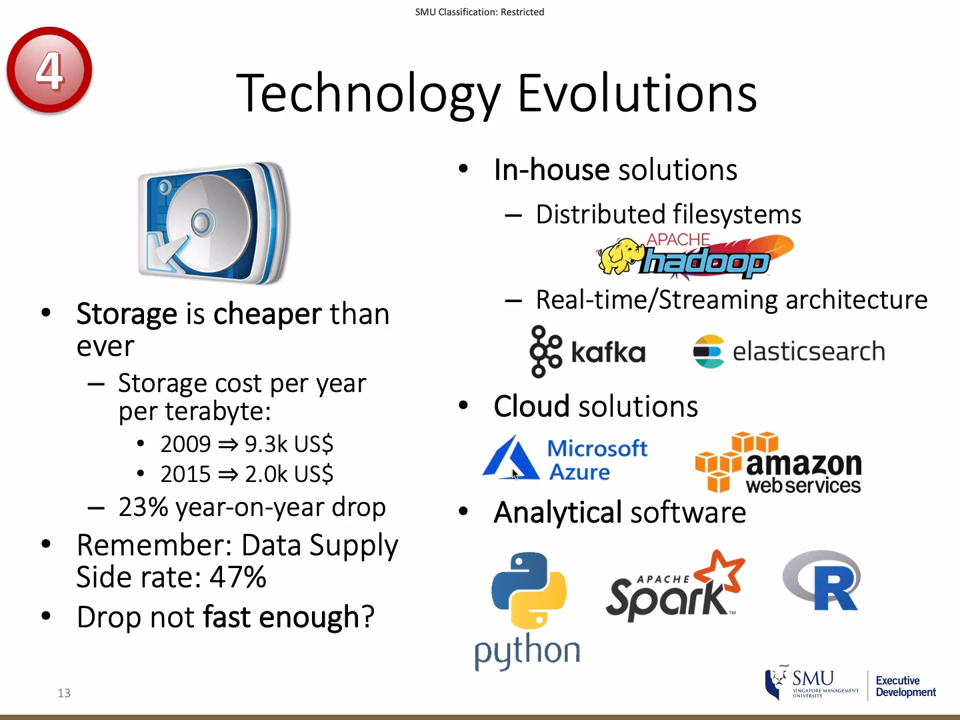 SMU Classification: Restricted
4
Technology Evolutions
• Storage is cheaper than
ever
– Storage cost per year
per terabyte:
• 2009 ⇒ 9.3k US$
• 2015 ⇒ 2.0k US$
– 23% year-on-year drop
• Remember: Data Supply
Side rate: 47%
• Drop not fast enough?
• In-house solutions
– Distributed filesystems
APACHE
hadoop
– Real-time/Streaming architecture
kafka
elasticsearch
• Cloud solutions
Microsoft
Azure
amazon
web services
• Analytical software
python
APACHE
Spark™
R
13
SMU
SINGAPORE MANAGEMENT
UNIVERSITY
Executive
Development